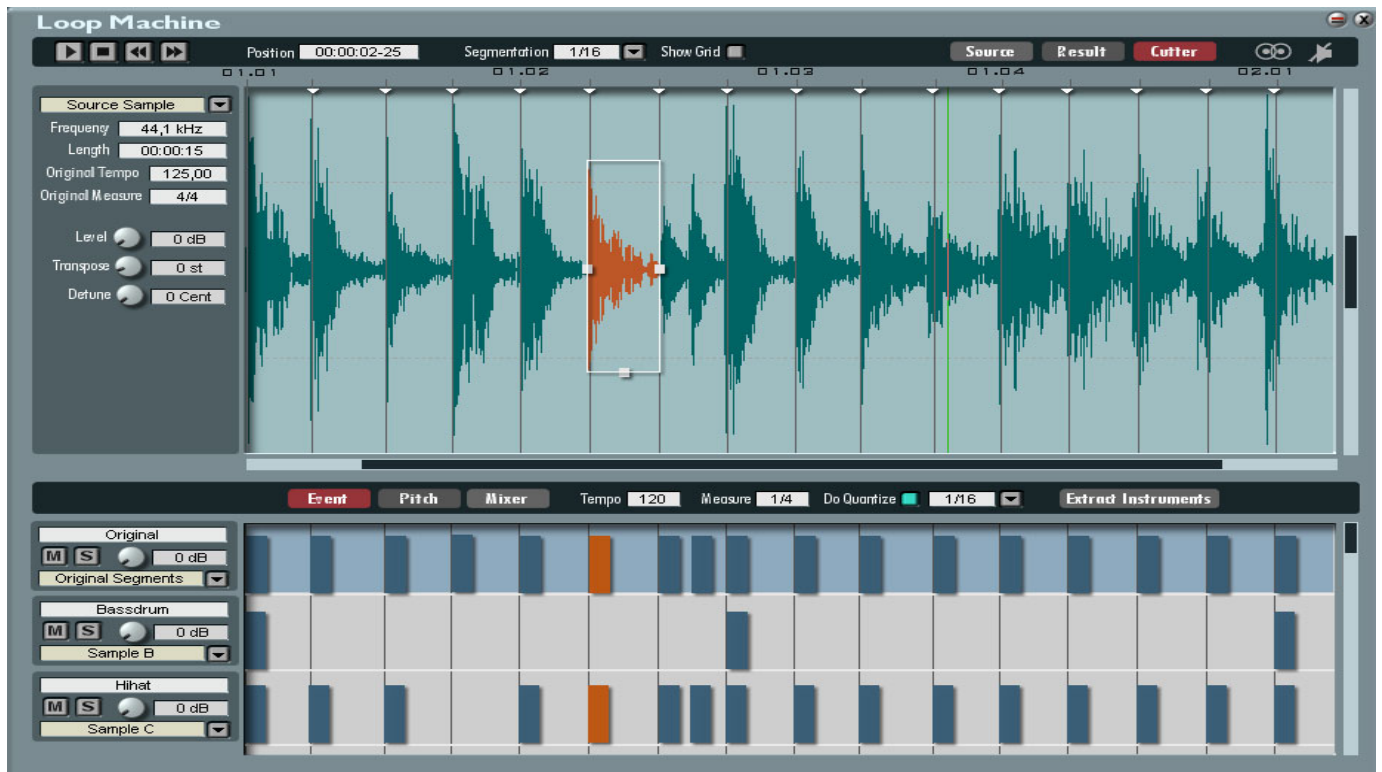 Loop Machine
Position 00:00:02-25 Segmentation 1/16 Show Grid Source Result Cutter
01.01 01.02 01.03 01.04 02.01
Source Sample
Frequency 44,1 kHz
Length 00:00:15
Original Tempo 125,00
Original Measure 4/4
Level 0 dB
Transpose 0 st
Detune 0 Cent
Event Pitch Mixer Tempo 120 Measure 1/4 Do Quantize 1/16 Extract Instruments
Original
M S 0 dB
Original Segments
Bassdrum
M S 0 dB
Sample B
Hihat
M S 0 dB
Sample C